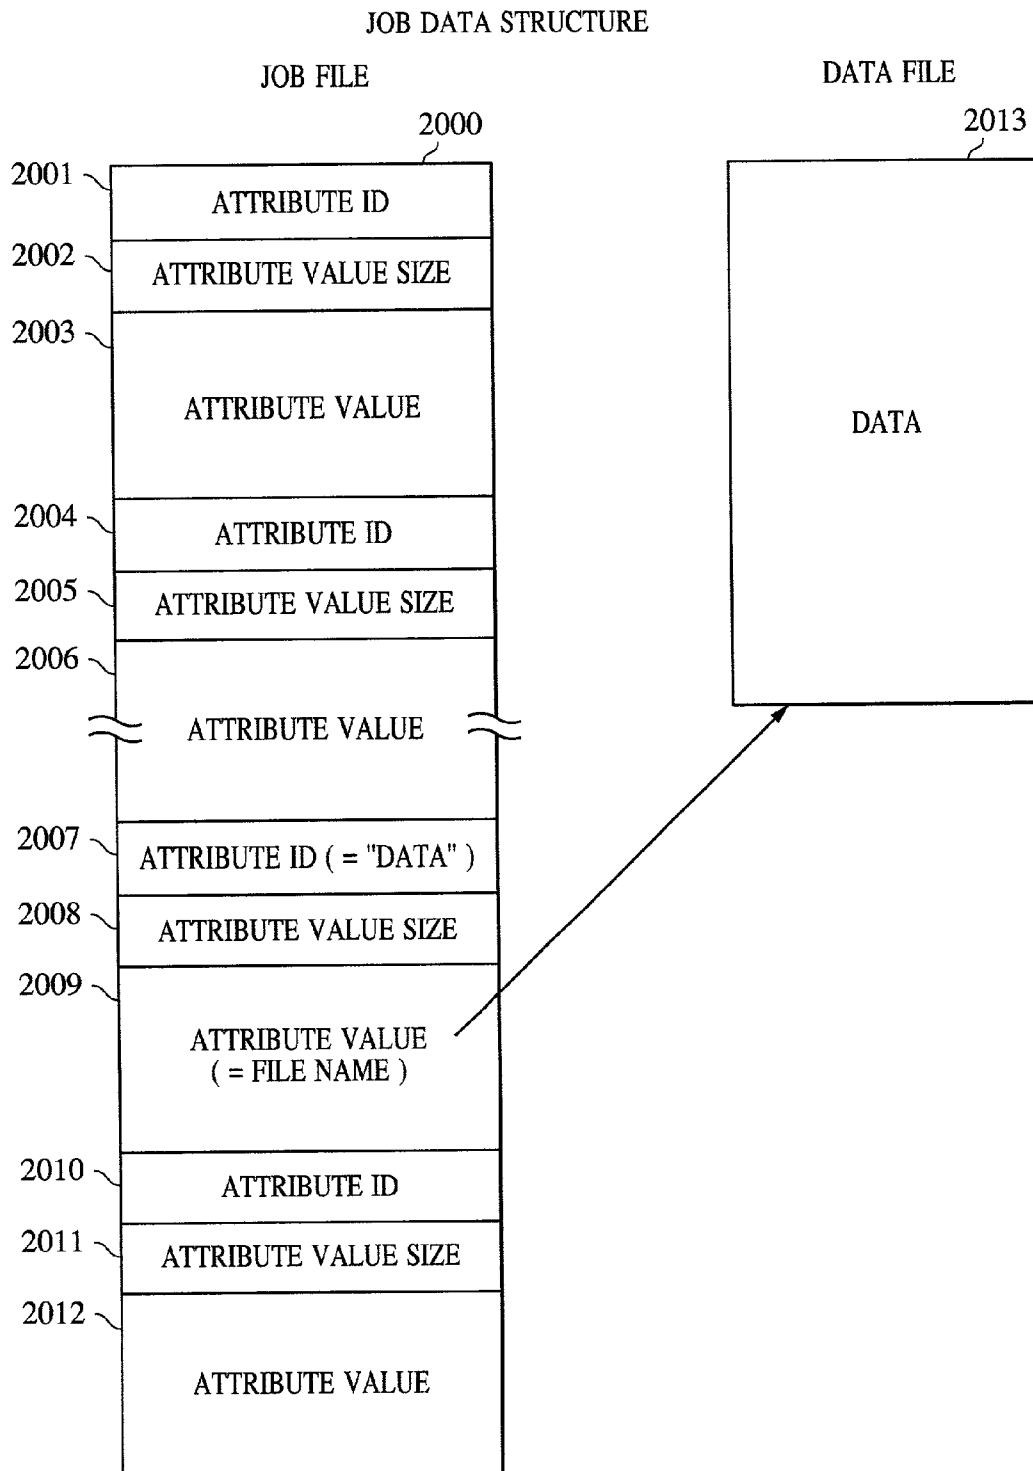 JOB DATA STRUCTURE
JOB FILE
DATA FILE
2000
2013
2001
ATTRIBUTE ID
2002
ATTRIBUTE VALUE SIZE
2003
ATTRIBUTE VALUE
DATA
2004
ATTRIBUTE ID
2005
ATTRIBUTE VALUE SIZE
2006
ATTRIBUTE VALUE
2007
ATTRIBUTE ID ( = "DATA" )
2008
ATTRIBUTE VALUE SIZE
2009
ATTRIBUTE VALUE
( = FILE NAME )
2010
ATTRIBUTE ID
2011
ATTRIBUTE VALUE SIZE
2012
ATTRIBUTE VALUE